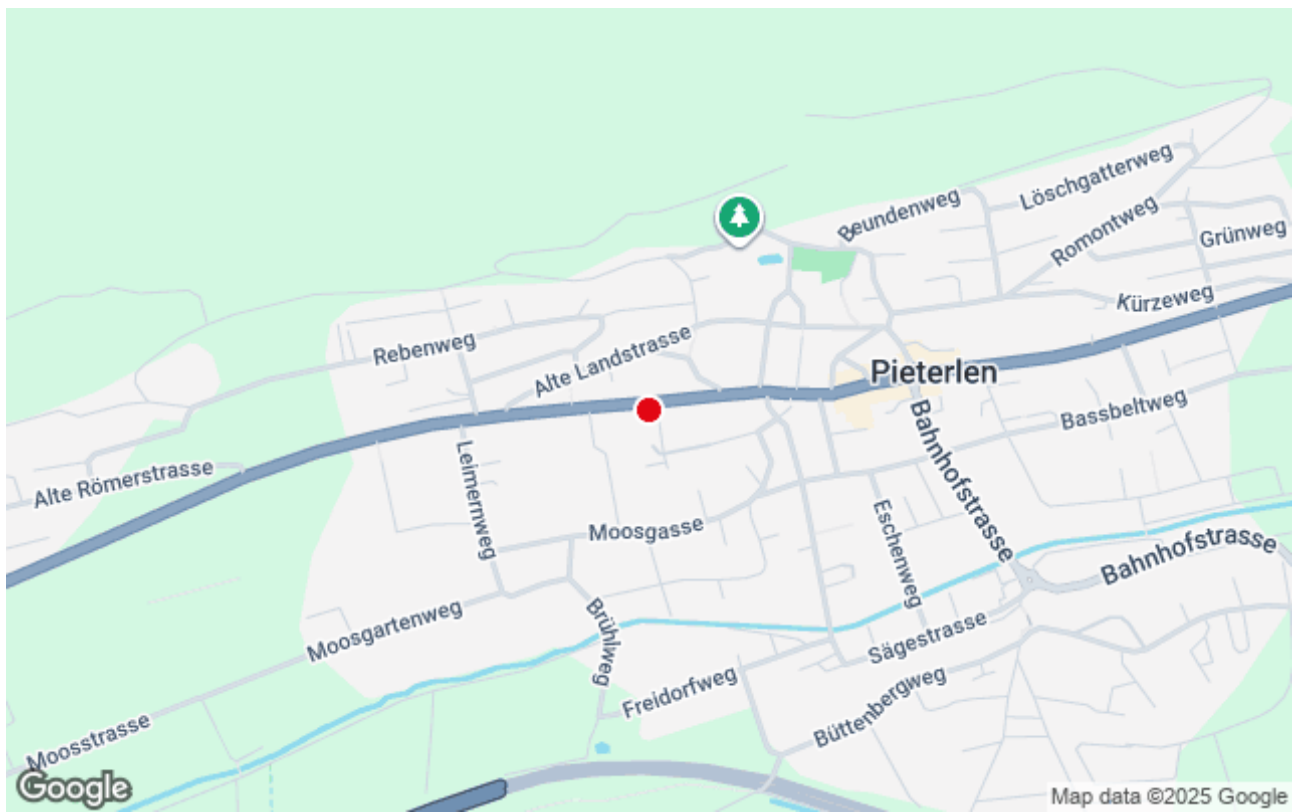 Löschgatterweg
Beundenweg
Romontweg
Grünweg
Kürzeweg
Rebenweg
Alte Landstrasse
Pieterlen
Bassbeltweg
Bahnhofstrasse
Alte Römerstrasse
Leimernweg
Moosgasse
Eschenweg
Bahnhofstrasse
Moosgartenweg
Brühlweg
Sägestrasse
Freidorfweg
Büttenbergweg
Moosstrasse
Google
Map data ©2025 Google